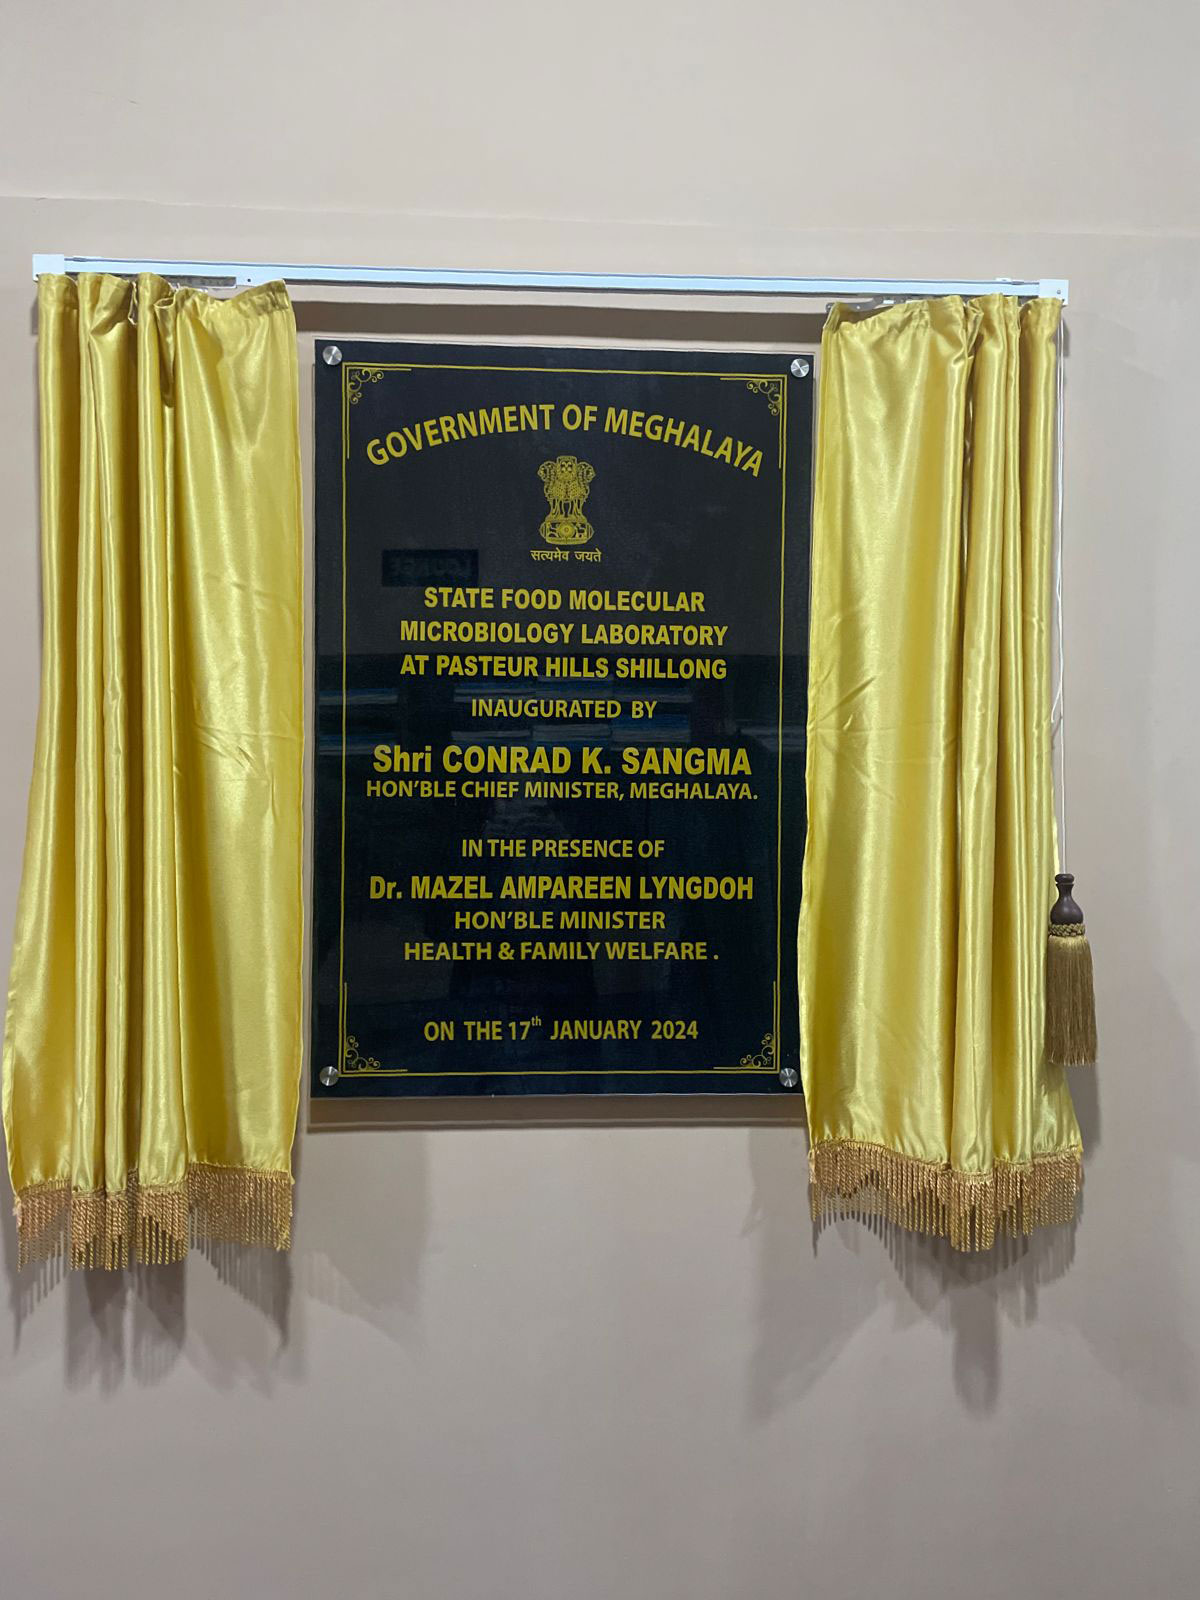 GOVERNMENT OF MEGHALAYA
सत्यमेव जयते
STATE FOOD MOLECULAR
MICROBIOLOGY LABORATORY
AT PASTEUR HILLS SHILLONG
INAUGURATED BY
Shri CONRAD K. SANGMA
HON'BLE CHIEF MINISTER, MEGHALAYA.
IN THE PRESENCE OF
Dr. MAZEL AMPAREEN LYNGDOH
HON'BLE MINISTER
HEALTH & FAMILY WELFARE .
ON THE 17th JANUARY 2024